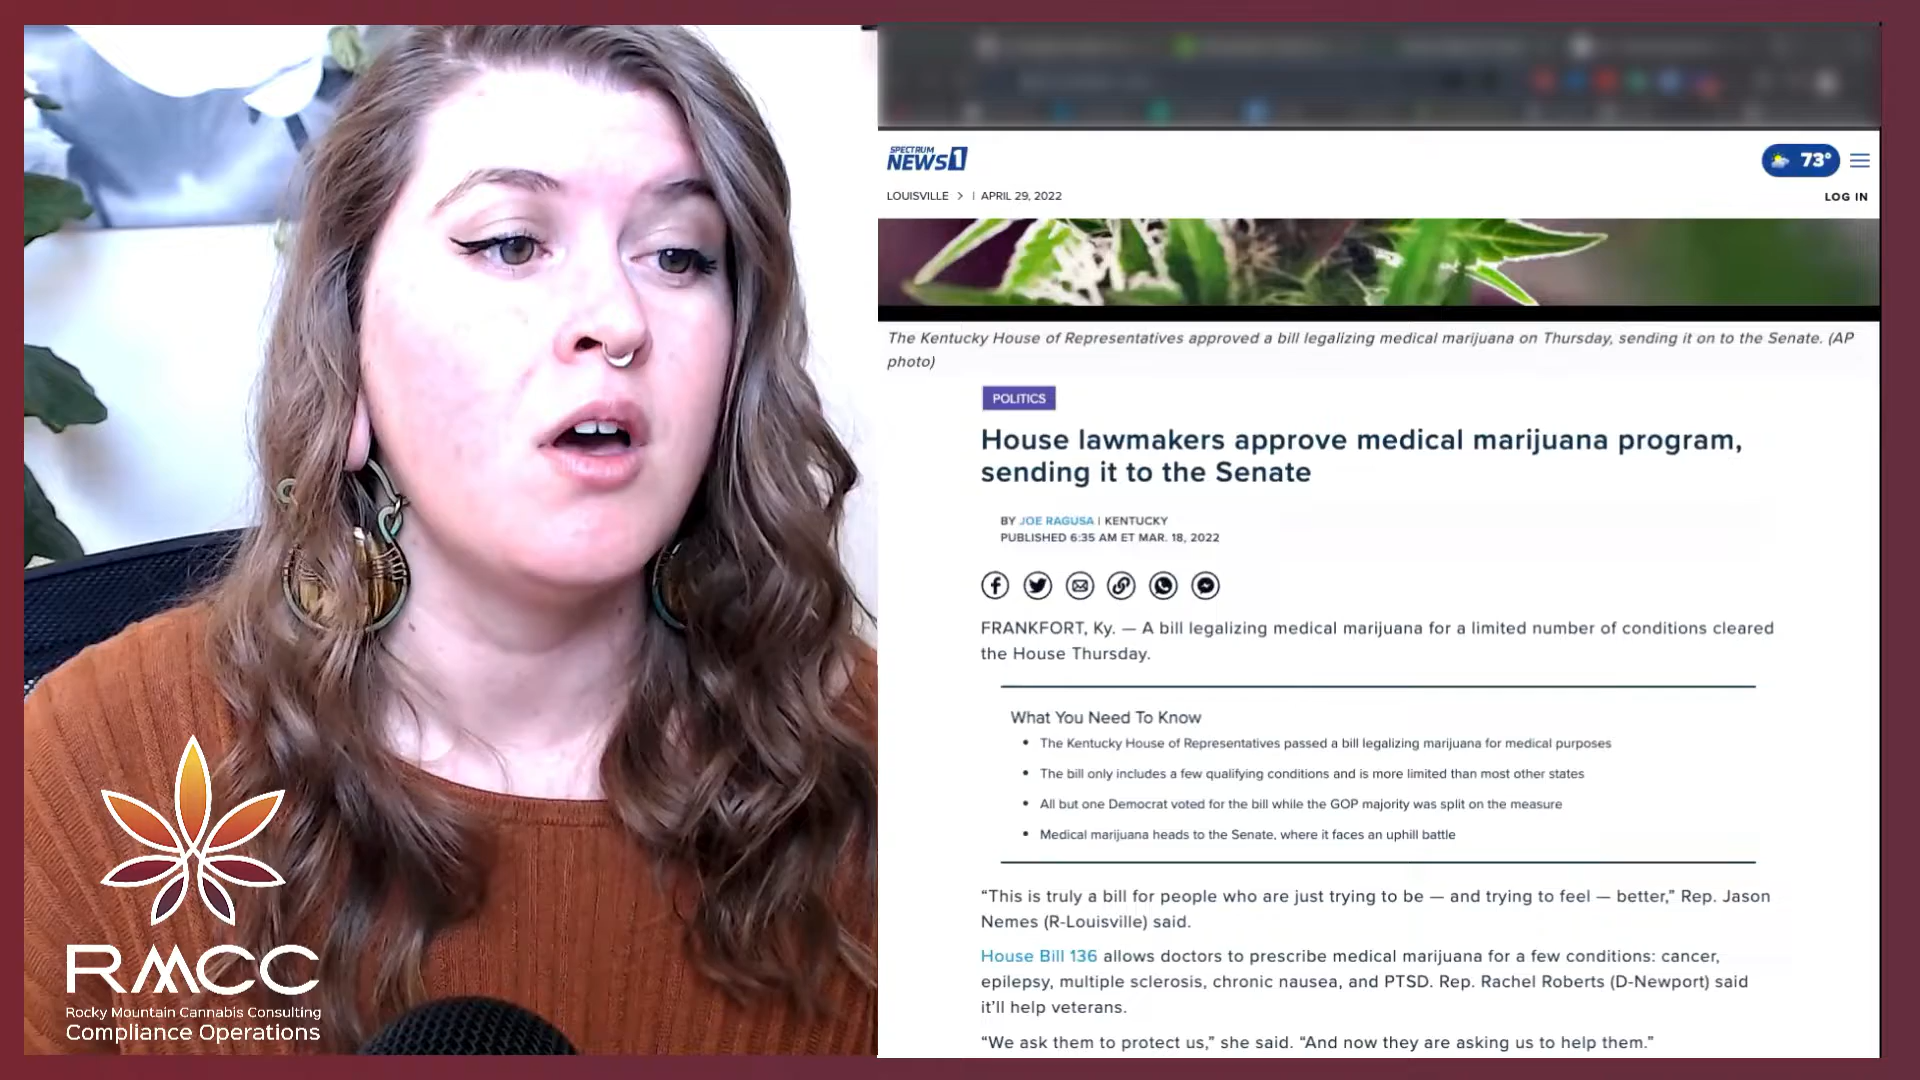 SPECTRUM
NEWS1
73°
LOUISVILLE > | APRIL 29, 2022
LOG IN
The Kentucky House of Representatives approved a bill legalizing medical marijuana on Thursday, sending it on to the Senate. (AP
photo)
POLITICS
House lawmakers approve medical marijuana program,
sending it to the Senate
BY JOE RAGUSA | KENTUCKY
PUBLISHED 6:35 AM ET MAR. 18, 2022
FRANKFORT, Ky. — A bill legalizing medical marijuana for a limited number of conditions cleared
the House Thursday.
What You Need To Know
• The Kentucky House of Representatives passed a bill legalizing marijuana for medical purposes
• The bill only includes a few qualifying conditions and is more limited than most other states
• All but one Democrat voted for the bill while the GOP majority was split on the measure
• Medical marijuana heads to the Senate, where it faces an uphill battle
“This is truly a bill for people who are just trying to be — and trying to feel — better,” Rep. Jason
Nemes (R-Louisville) said.
House Bill 136 allows doctors to prescribe medical marijuana for a few conditions: cancer,
epilepsy, multiple sclerosis, chronic nausea, and PTSD. Rep. Rachel Roberts (D-Newport) said
it’ll help veterans.
“We ask them to protect us,” she said. “And now they are asking us to help them.”
RMCC
Rocky Mountain Cannabis Consulting
Compliance Operations